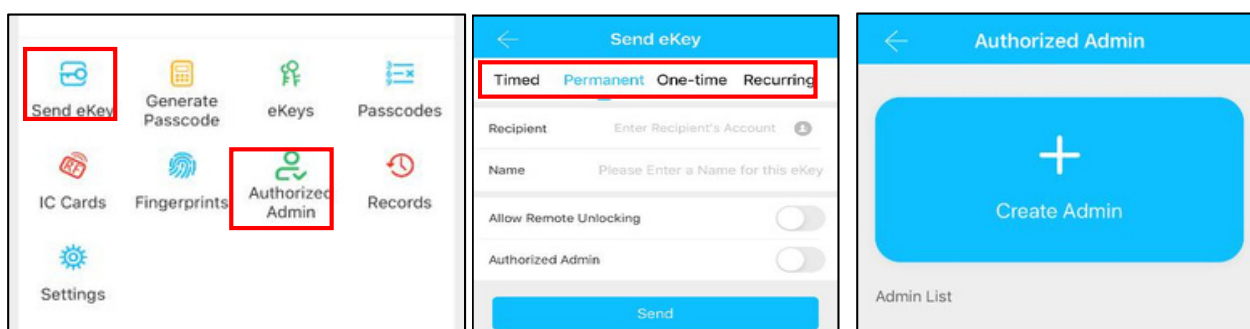 Send eKey
Generate
Passcode
eKeys
Passcodes
RF
IC Cards
Fingerprints
Authorized
Admin
Records
Settings
Send eKey
Timed Permanent One-time Recurring
Recipient Enter Recipient's Account
Name Please Enter a Name for this eKey
Allow Remote Unlocking
Authorized Admin
Send
Authorized Admin
Create Admin
Admin List